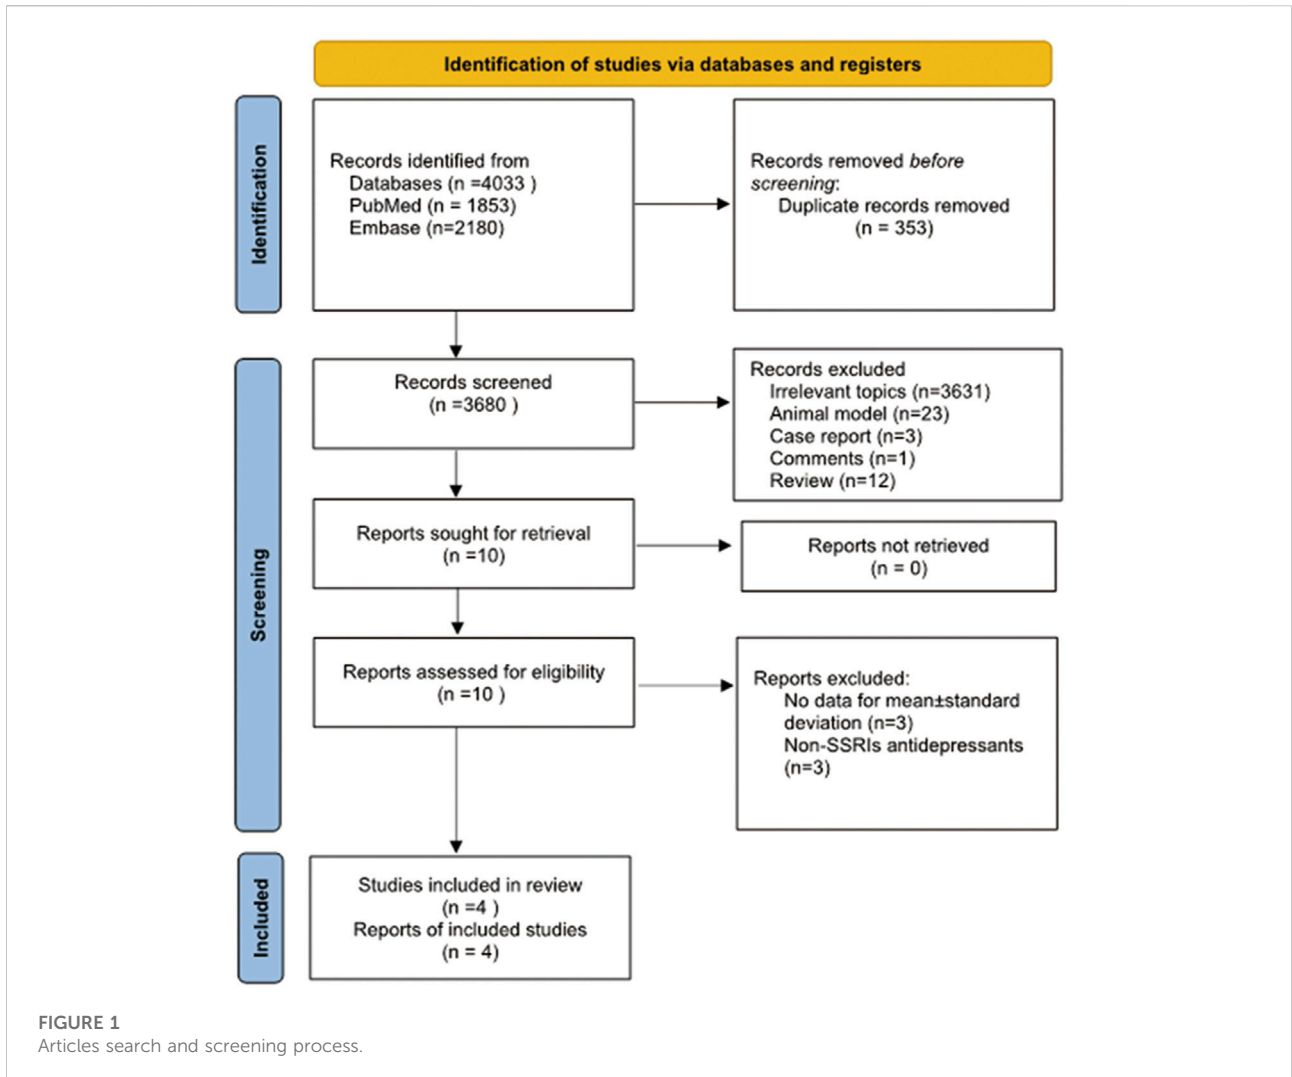 Identification of studies via databases and registers
Identification
Records identified from
Databases (n =4033 )
PubMed (n = 1853)
Embase (n=2180)
Records removed before
screening:
Duplicate records removed
(n = 353)
Screening
Records screened
(n =3680 )
Records excluded
Irrelevant topics (n=3631)
Animal model (n=23)
Case report (n=3)
Comments (n=1)
Review (n=12)
Reports sought for retrieval
(n =10)
Reports not retrieved
(n = 0)
Reports assessed for eligibility
(n =10 )
Reports excluded:
No data for mean±standard
deviation (n=3)
Non-SSRIs antidepressants
(n=3)
Included
Studies included in review
(n =4 )
Reports of included studies
(n = 4)
FIGURE 1
Articles search and screening process.